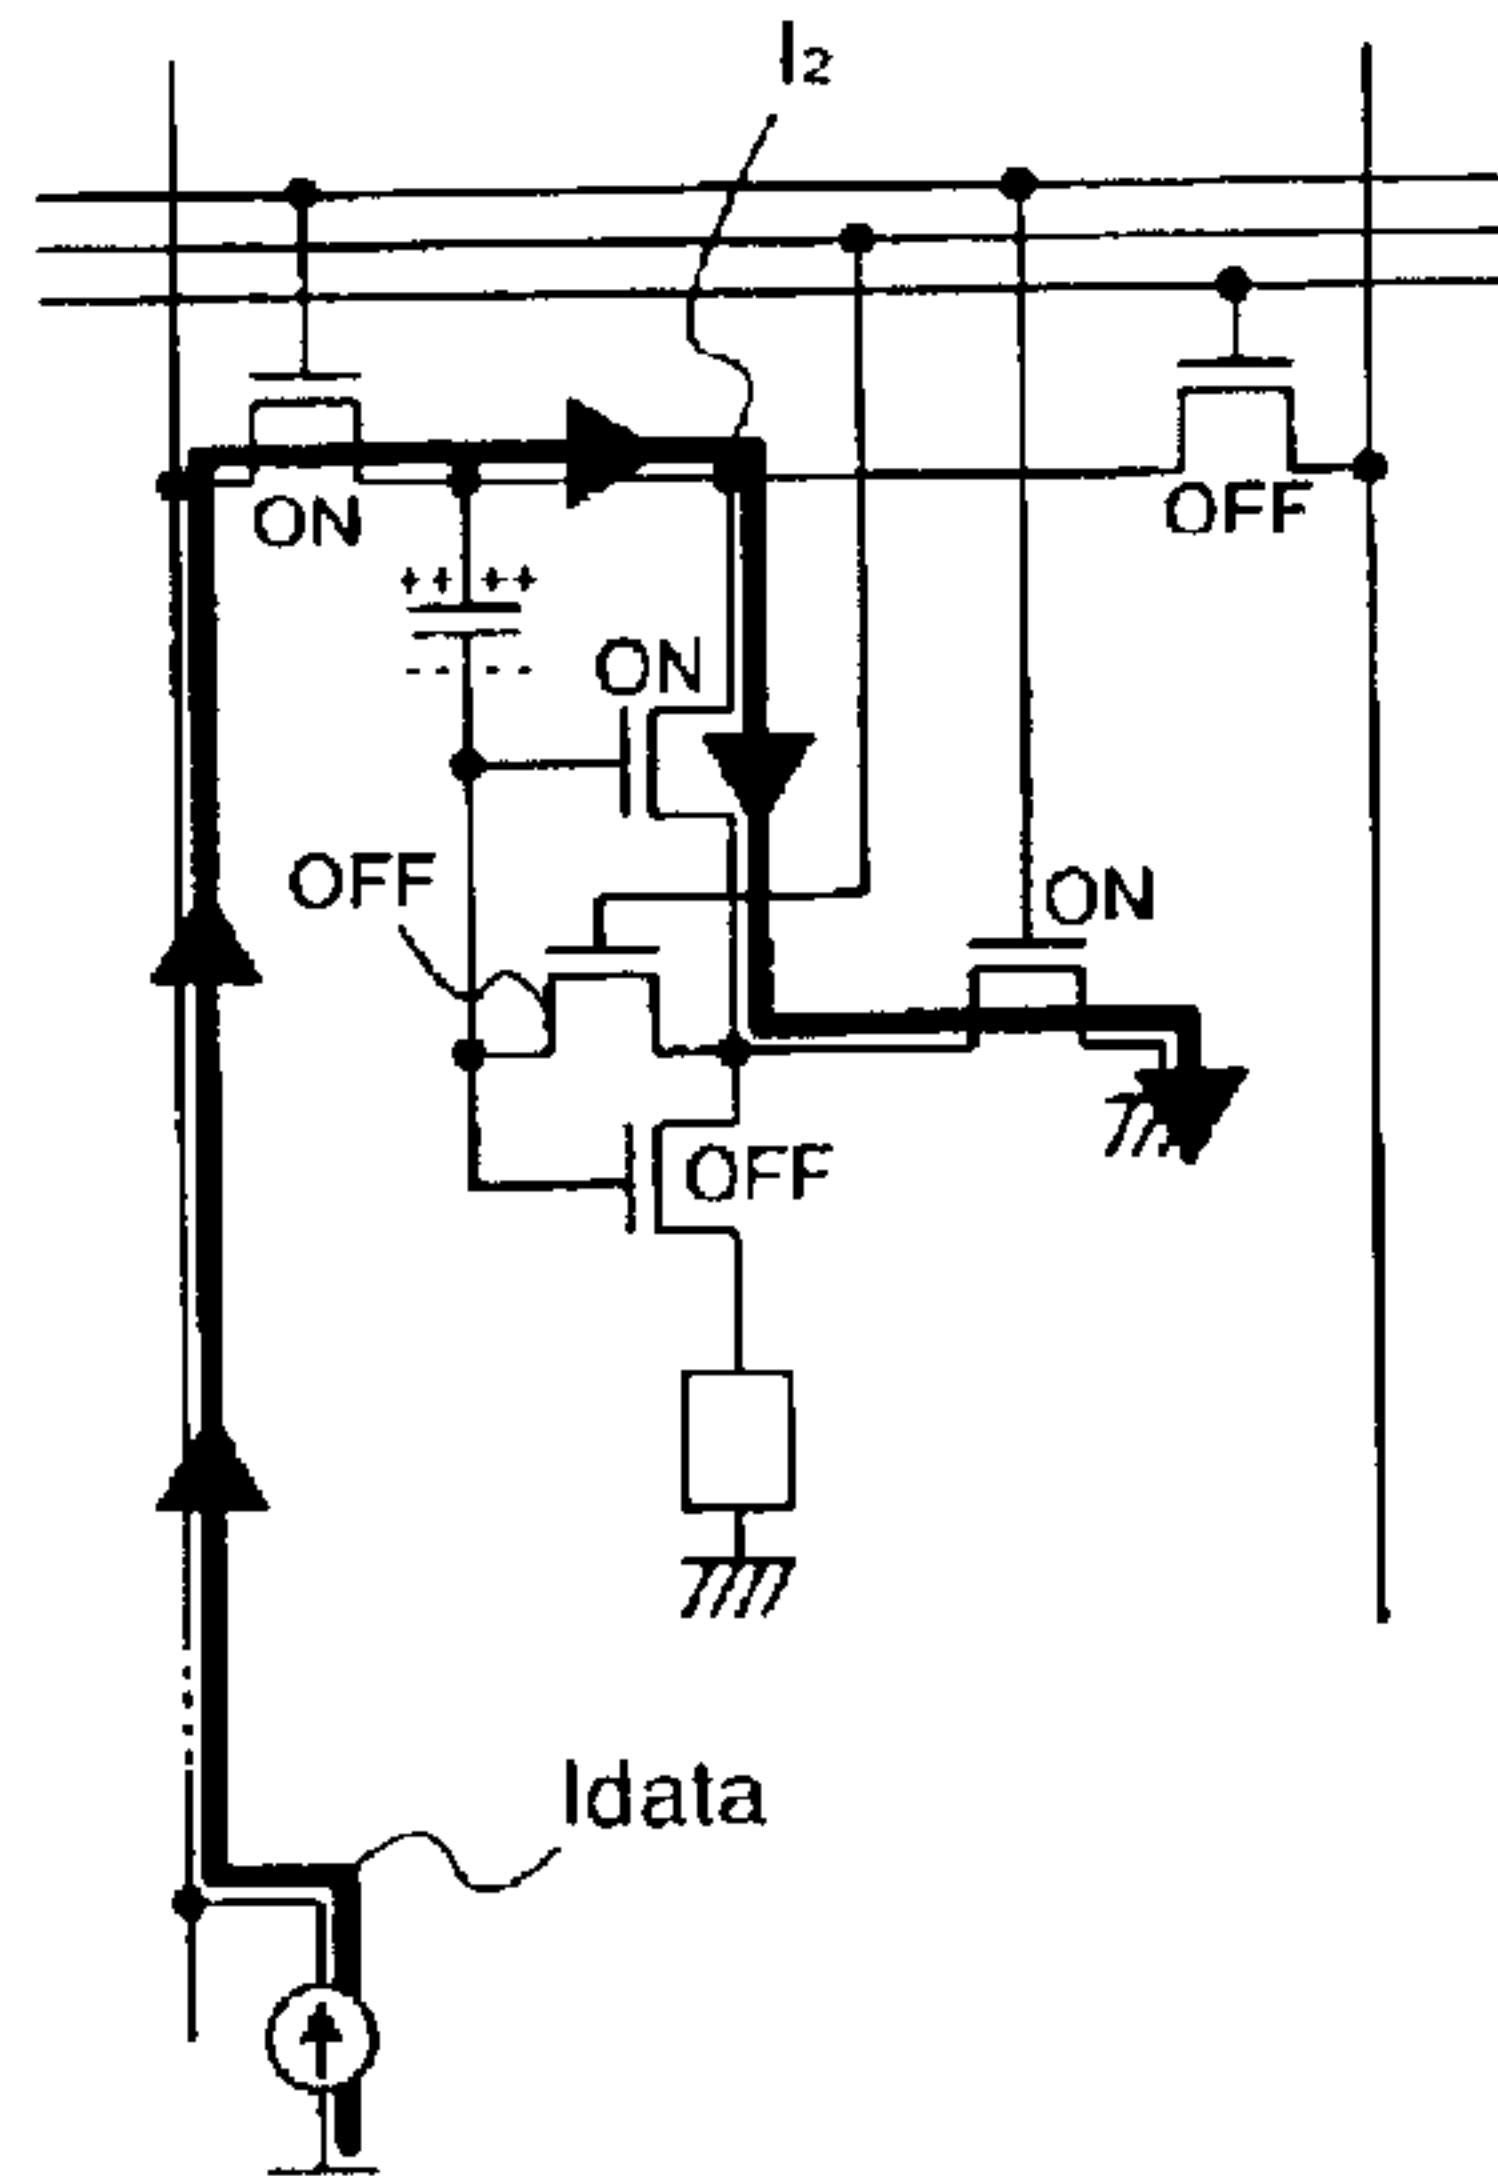 I₂
ON
OFF
+ + + +
- - - -
ON
OFF
ON
OFF
Idata